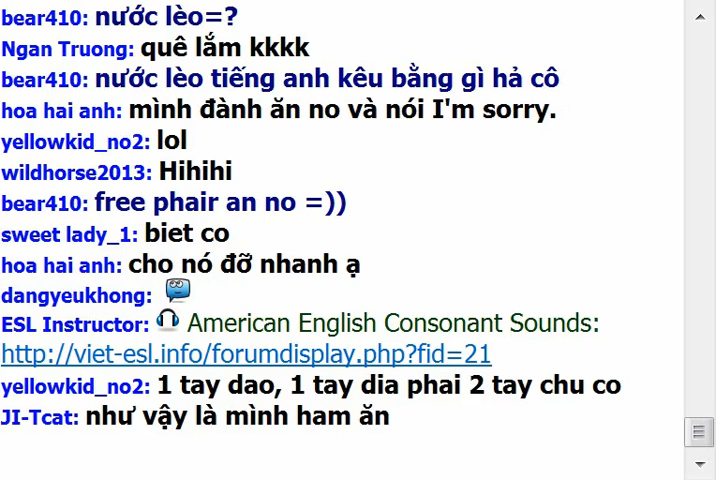 bear410: nước lèo=?
Ngan Truong: quê lắm kkkk
bear410: nước lèo tiếng anh kêu bằng gì hả cô
hoa hai anh: mình đành ăn no và nói I'm sorry.
yellowkid_no2: lol
wildhorse2013: Hihihi
bear410: free phair an no =))
sweet lady_1: biet co
hoa hai anh: cho nó đỡ nhanh ạ
dangyeukhong:
ESL Instructor: American English Consonant Sounds:
http://viet-esl.info/forumdisplay.php?fid=21
yellowkid_no2: 1 tay dao, 1 tay dia phai 2 tay chu co
JI-Tcat: như vậy là mình ham ăn